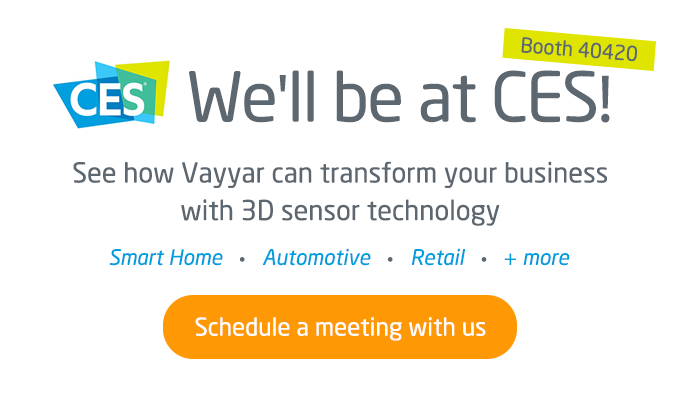 Booth 40420
CES®
We'll be at CES!
See how Vayyar can transform your business
with 3D sensor technology
Smart Home • Automotive • Retail • + more
Schedule a meeting with us